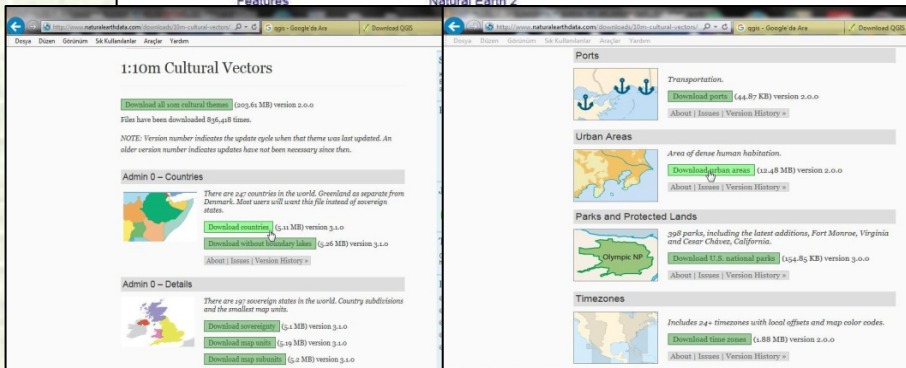 Features
Natural Earth 2
http://www.naturalearthdata.com/downloads/10m-cultural-vectors/
qgis - Google'da Ara
Download QGIS
Dosya Düzen Görünüm Sık Kullanılanlar Araçlar Yardım
1:10m Cultural Vectors
Download all 10m cultural themes (203.61 MB) version 2.0.0
Files have been downloaded 836,418 times.
NOTE: Version number indicates the update cycle when that theme was last updated. An
older version number indicates updates have not been necessary since then.
Admin 0 – Countries
There are 247 countries in the world. Greenland as separate from
Denmark. Most users will want this file instead of sovereign
states.
Download countries (5.11 MB) version 3.1.0
Download without boundary lakes (5.26 MB) version 3.1.0
About | Issues | Version History »
Admin 0 – Details
There are 197 sovereign states in the world. Country subdivisions
and the smallest map units.
Download sovereignty (5.1 MB) version 3.1.0
Download map units (5.19 MB) version 3.1.0
Download map subunits (5.2 MB) version 3.1.0
http://www.naturalearthdata.com/downloads/10m-cultural-vectors/
qgis - Google'da Ara
Download QGIS
Dosya Düzen Görünüm Sık Kullanılanlar Araçlar Yardım
Ports
Transportation.
Download ports (44.87 KB) version 2.0.0
About | Issues | Version History »
Urban Areas
Area of dense human habitation.
Download urban areas (12.48 MB) version 2.0.0
About | Issues | Version History »
Parks and Protected Lands
Olympic NP
398 parks, including the latest additions, Fort Monroe, Virginia
and Cesar Chávez, California.
Download U.S. national parks (154.85 KB) version 3.0.0
About | Issues | Version History »
Timezones
Includes 24+ timezones with local offsets and map color codes.
Download time zones (1.88 MB) version 2.0.0
About | Issues | Version History »